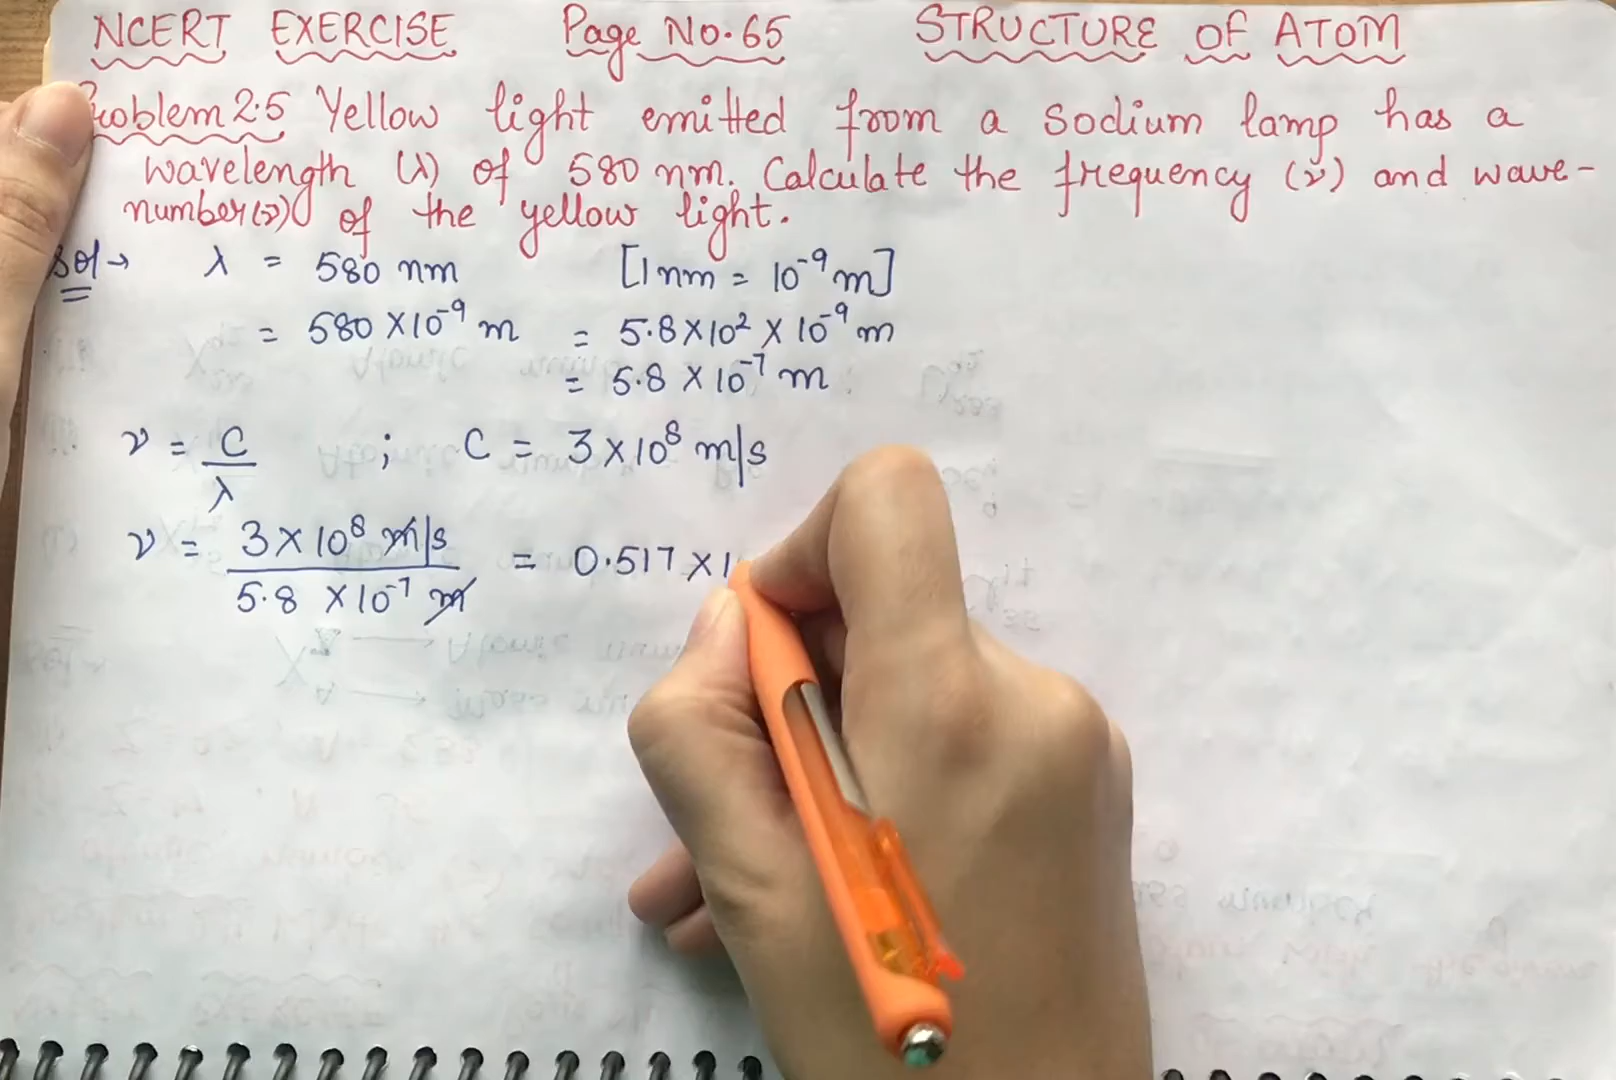 NCERT EXERCISE Page No.65 STRUCTURE OF ATOM
Problem 2.5 Yellow light emitted from a sodium lamp has a
wavelength (λ) of 580 nm. Calculate the frequency (ν) and wave-
number (ν̄) of the yellow light.
Sol→ λ = 580 nm [1 nm = 10⁻⁹ m]
= 580 × 10⁻⁹ m = 5.8 × 10² × 10⁻⁹ m
= 5.8 × 10⁻⁷ m
ν = C/λ ; C = 3 × 10⁸ m/s
ν = 3 × 10⁸ m/s / 5.8 × 10⁻⁷ m = 0.517 × 1